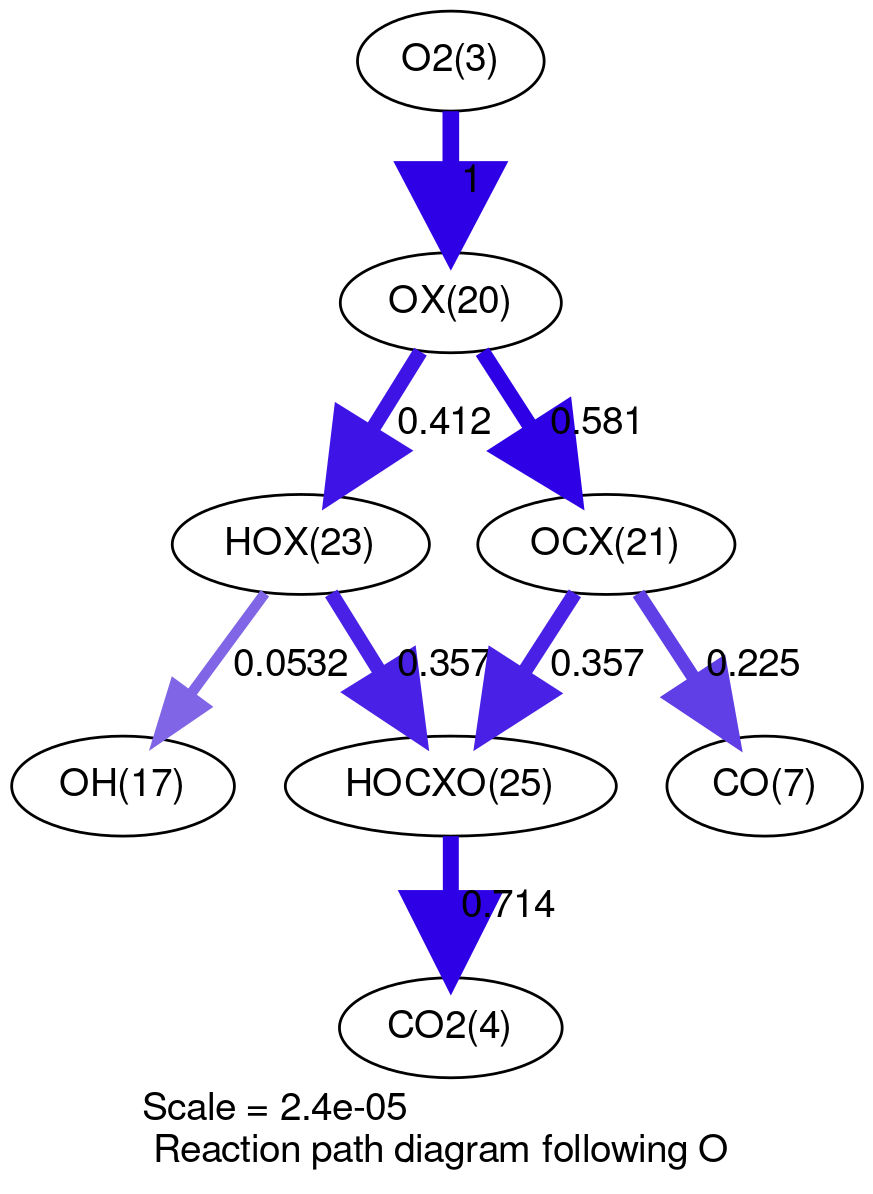 O2(3)
1
OX(20)
0.412
0.581
HOX(23)
OCX(21)
0.0532
0.357
0.357
0.225
OH(17)
HOCXO(25)
CO(7)
0.714
CO2(4)
Scale = 2.4e-05
Reaction path diagram following O